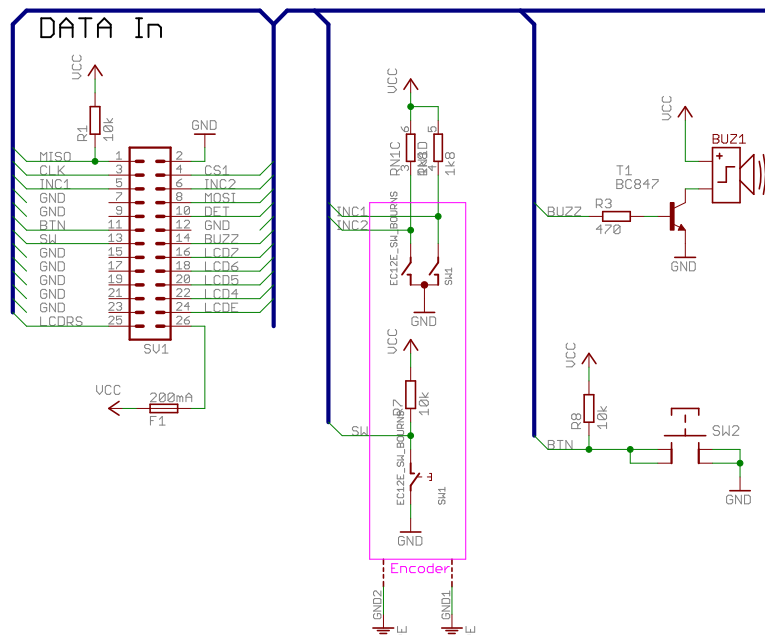 DATA In
VCC
R1
10k
GND
MISO 1 2
CLK 3 4 CS1
INC1 5 6 INC2
GND 7 8 MOSI
GND 9 10 DET
BTN 11 12 GND
SW 13 14 BUZZ
GND 15 16 LCD7
GND 17 18 LCD6
GND 19 20 LCD5
GND 21 22 LCD4
GND 23 24 LCDE
LCDRS 25 26
SV1
VCC
200mA
F1
VCC
6
5
RN1C
3
4
1k8
INC1
INC2
EC12E_SW_BOURNS
SW1
GND
VCC
R7
10k
SW
EC12E_SW_BOURNS
SW1
GND
Encoder
GND2
E
GND1
E
VCC
BUZ1
T1
BC847
BUZZ
R3
470
GND
VCC
R8
10k
BTN
SW2
GND